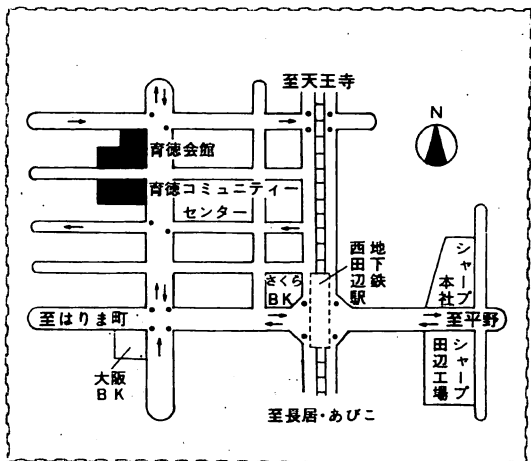 至天王寺
N
育徳会館
育徳コミュニティー
センター
地下鉄
西田辺駅
さくら
BK
シャープ
本社
至はりま町
至平野
大阪
BK
シャープ
田辺工場
至長居・あびこ